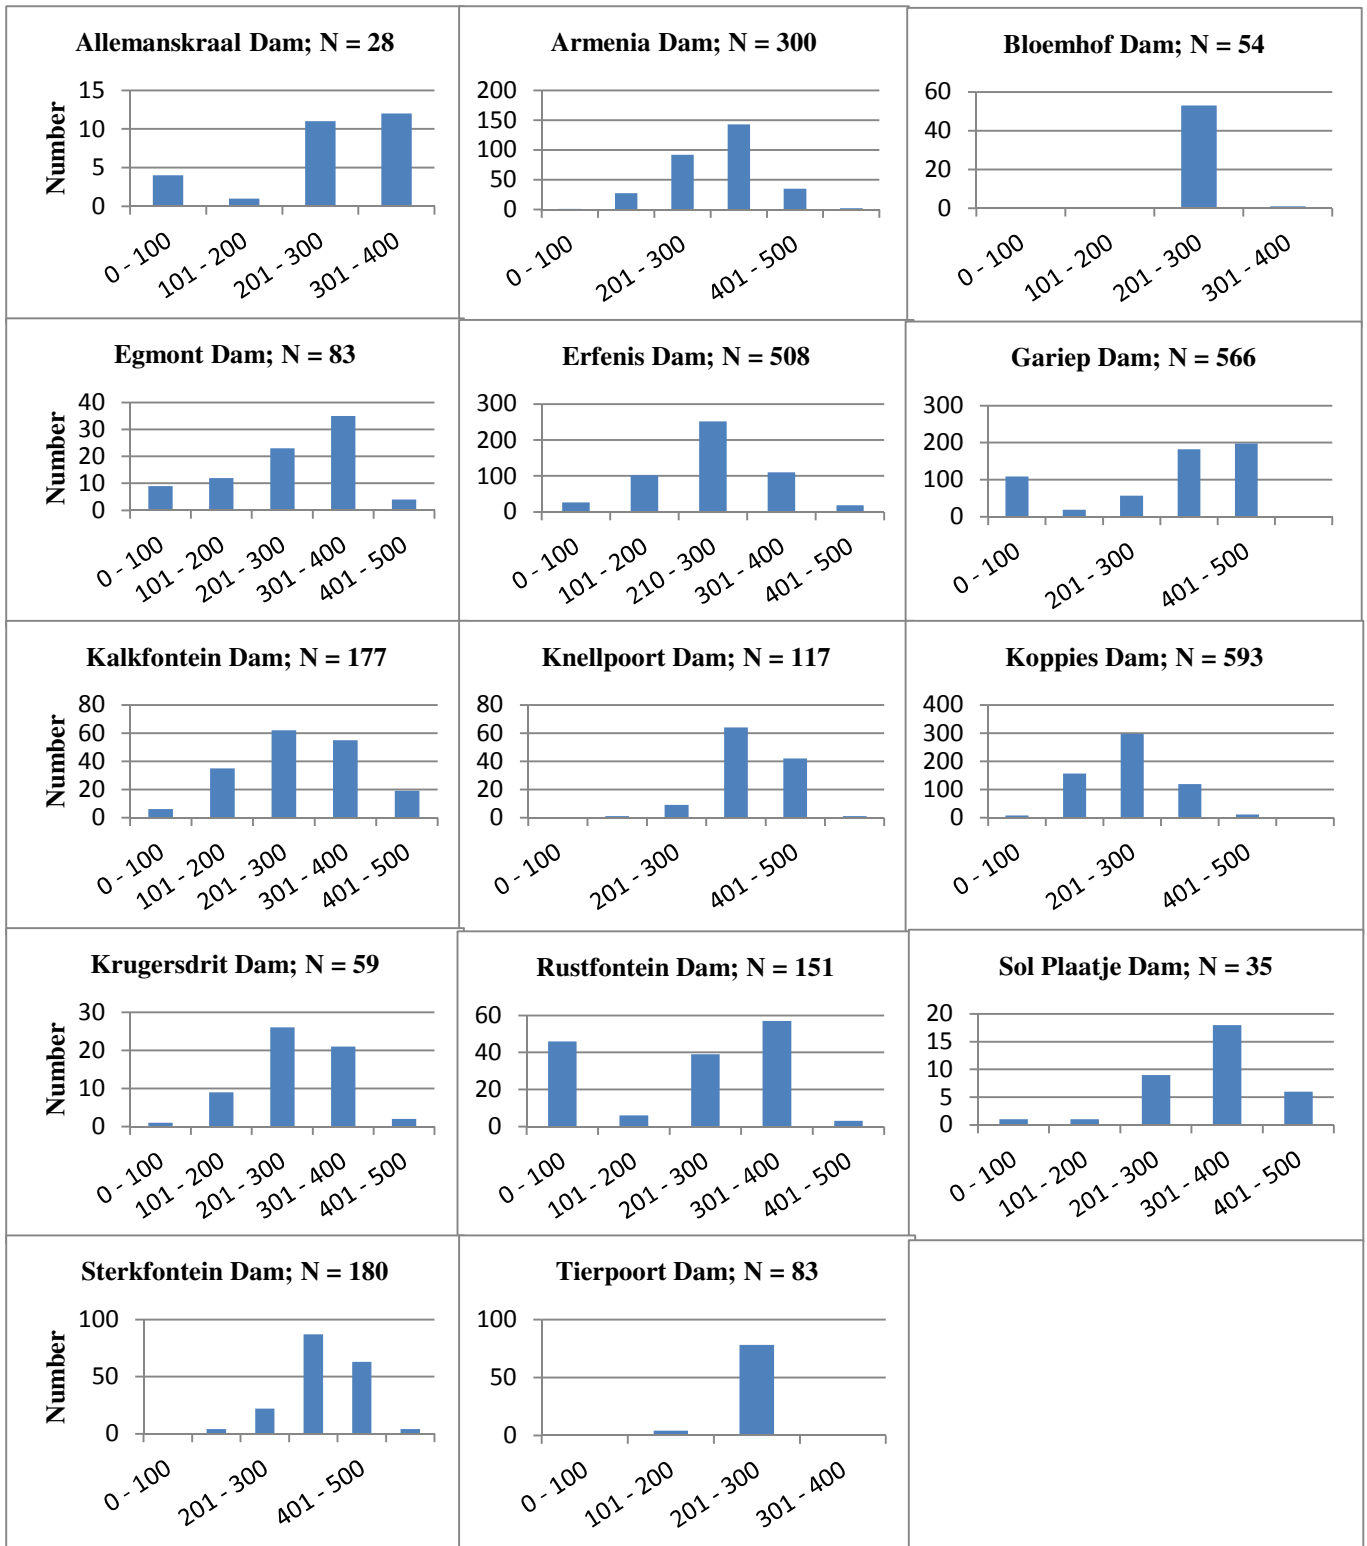 Allemanskraal Dam; N = 28
Number
15
10
5
0
0 - 100
101 - 200
201 - 300
301 - 400
Armenia Dam; N = 300
200
150
100
50
0
0 - 100
201 - 300
401 - 500
Bloemhof Dam; N = 54
60
40
20
0
0 - 100
101 - 200
201 - 300
301 - 400
Egmont Dam; N = 83
Number
40
30
20
10
0
0 - 100
101 - 200
201 - 300
301 - 400
401 - 500
Erfenis Dam; N = 508
300
200
100
0
0 - 100
101 - 200
210 - 300
301 - 400
401 - 500
Gariep Dam; N = 566
300
200
100
0
0 - 100
201 - 300
401 - 500
Kalkfontein Dam; N = 177
Number
80
60
40
20
0
0 - 100
101 - 200
201 - 300
301 - 400
401 - 500
Knellpoort Dam; N = 117
80
60
40
20
0
0 - 100
201 - 300
401 - 500
Koppies Dam; N = 593
400
300
200
100
0
0 - 100
201 - 300
401 - 500
Krugersdrit Dam; N = 59
Number
30
20
10
0
0 - 100
101 - 200
201 - 300
301 - 400
401 - 500
Rustfontein Dam; N = 151
60
40
20
0
0 - 100
101 - 200
201 - 300
301 - 400
401 - 500
Sol Plaatje Dam; N = 35
20
15
10
5
0
0 - 100
101 - 200
201 - 300
301 - 400
401 - 500
Sterkfontein Dam; N = 180
Number
100
50
0
0 - 100
201 - 300
401 - 500
Tierpoort Dam; N = 83
100
50
0
0 - 100
101 - 200
201 - 300
301 - 400